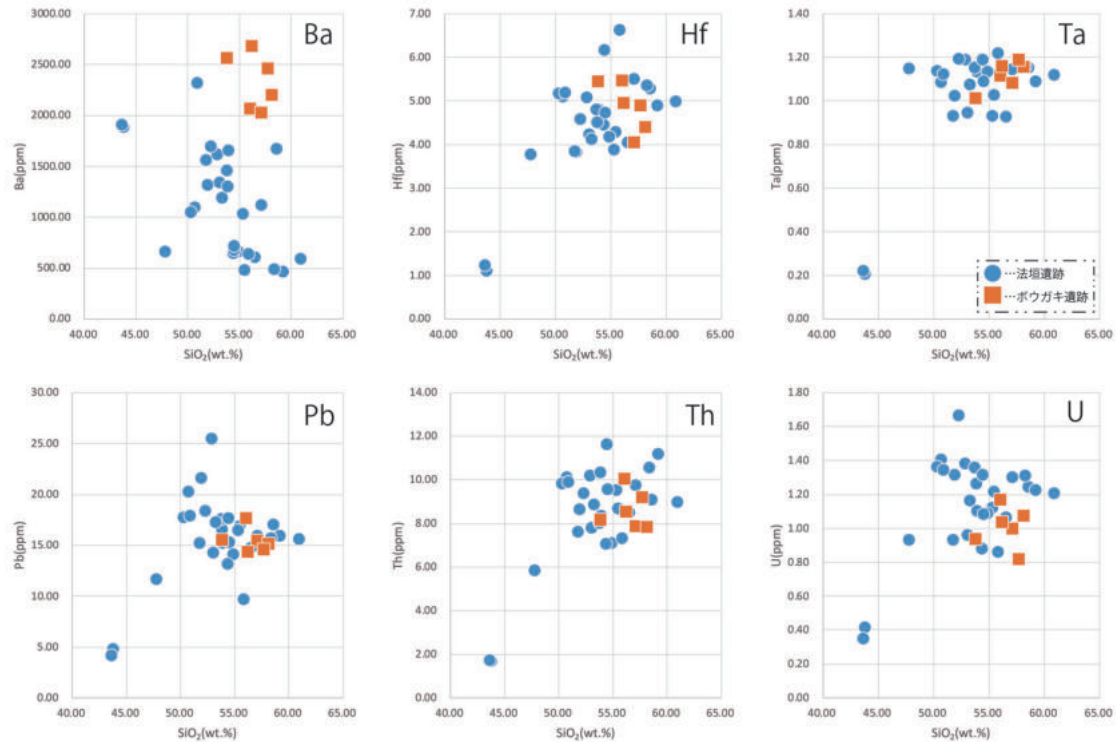 Ba
Ba(ppm)
3000.00
2500.00
2000.00
1500.00
1000.00
500.00
0.00
40.00 45.00 50.00 55.00 60.00 65.00
SiO₂(wt.%)
Hf
Hf(ppm)
7.00
6.00
5.00
4.00
3.00
2.00
1.00
0.00
40.00 45.00 50.00 55.00 60.00 65.00
SiO₂(wt.%)
Ta
Ta(ppm)
1.40
1.20
1.00
0.80
0.60
0.40
0.20
0.00
…法垣遺跡
…ボウガキ遺跡
40.00 45.00 50.00 55.00 60.00 65.00
SiO₂(wt.%)
Pb
Pb(ppm)
30.00
25.00
20.00
15.00
10.00
5.00
0.00
40.00 45.00 50.00 55.00 60.00 65.00
SiO₂(wt.%)
Th
Th(ppm)
14.00
12.00
10.00
8.00
6.00
4.00
2.00
0.00
40.00 45.00 50.00 55.00 60.00 65.00
SiO₂(wt.%)
U
U(ppm)
1.80
1.60
1.40
1.20
1.00
0.80
0.60
0.40
0.20
0.00
40.00 45.00 50.00 55.00 60.00 65.00
SiO₂(wt.%)